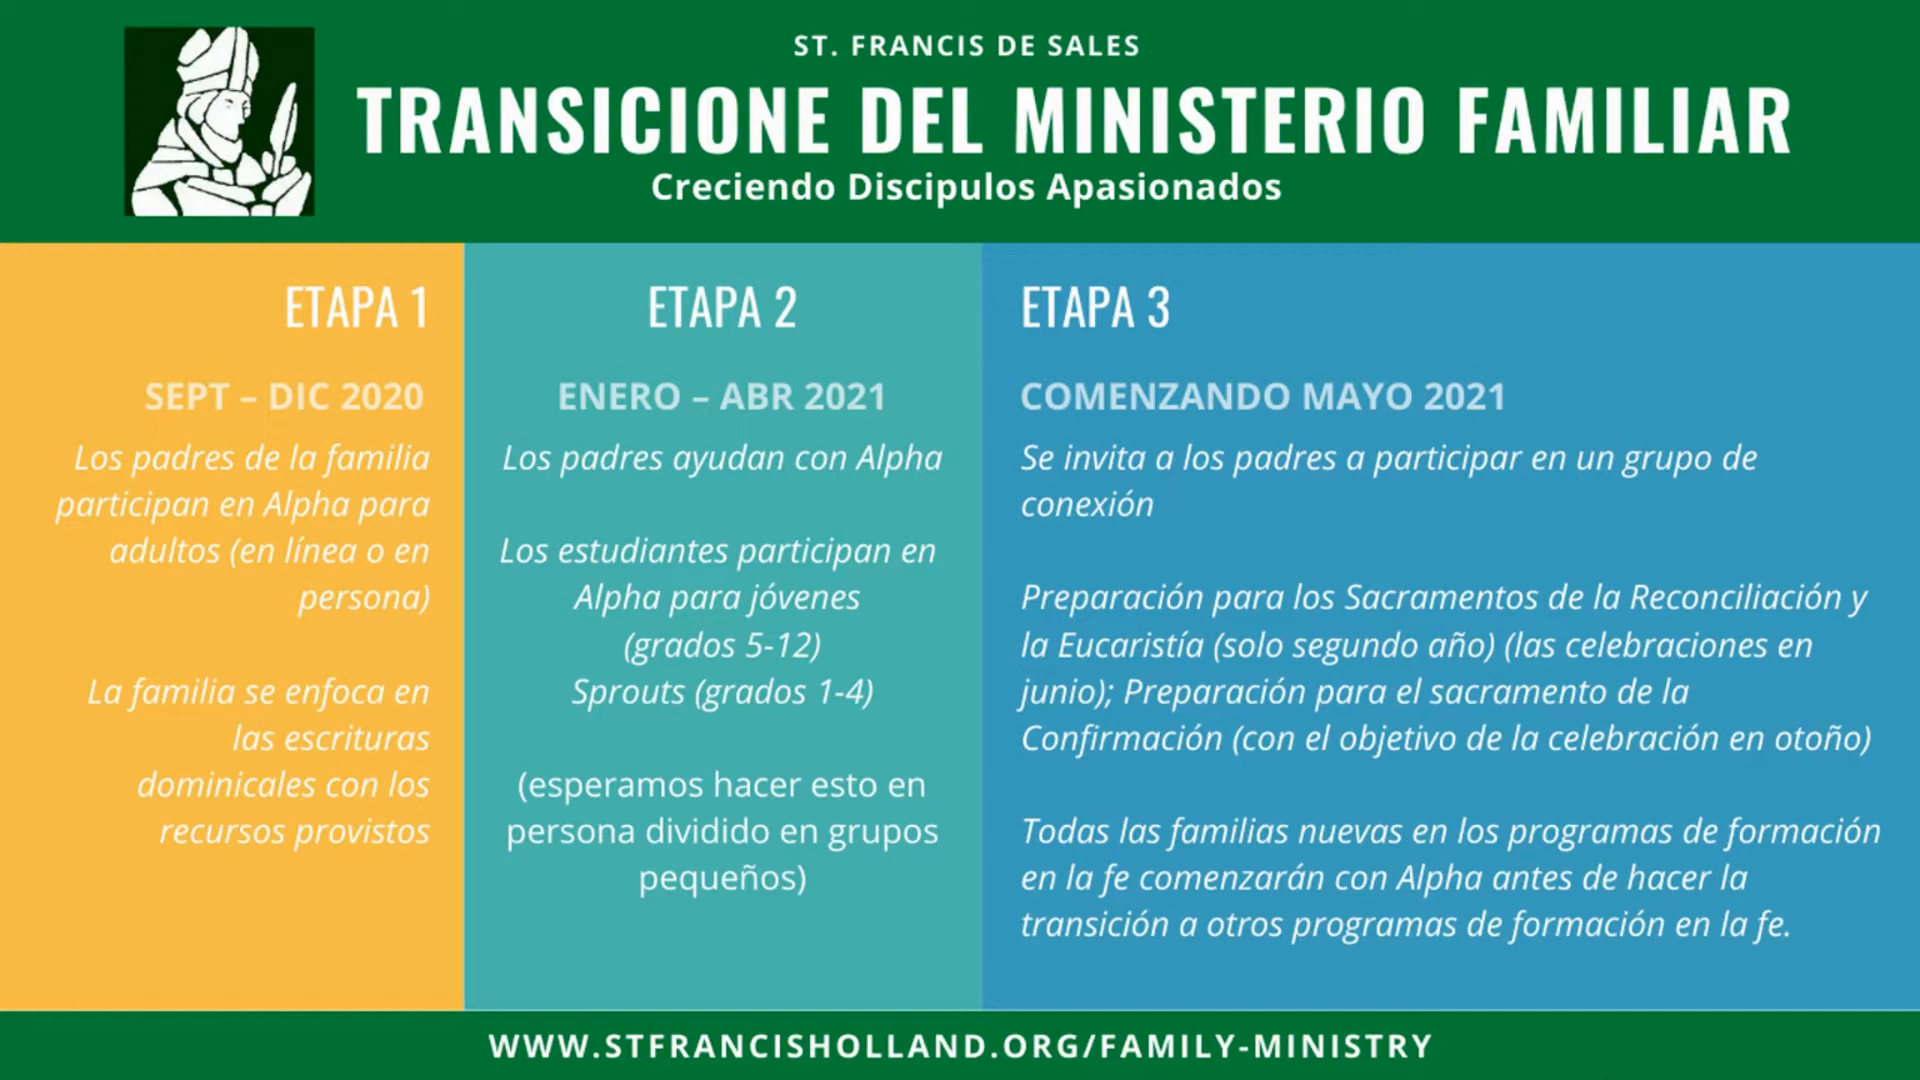 ST. FRANCIS DE SALES
TRANSICIONE DEL MINISTERIO FAMILIAR
Creciendo Discipulos Apasionados
ETAPA 1
SEPT – DIC 2020
Los padres de la familia
participan en Alpha para
adultos (en línea o en
persona)
La familia se enfoca en
las escrituras
dominicales con los
recursos provistos
ETAPA 2
ENERO – ABR 2021
Los padres ayudan con Alpha
Los estudiantes participan en
Alpha para jóvenes
(grados 5-12)
Sprouts (grados 1-4)
(esperamos hacer esto en
persona dividido en grupos
pequeños)
ETAPA 3
COMENZANDO MAYO 2021
Se invita a los padres a participar en un grupo de
conexión
Preparación para los Sacramentos de la Reconciliación y
la Eucaristía (solo segundo año) (las celebraciones en
junio); Preparación para el sacramento de la
Confirmación (con el objetivo de la celebración en otoño)
Todas las familias nuevas en los programas de formación
en la fe comenzarán con Alpha antes de hacer la
transición a otros programas de formación en la fe.
WWW.STFRANCISHOLLAND.ORG/FAMILY-MINISTRY